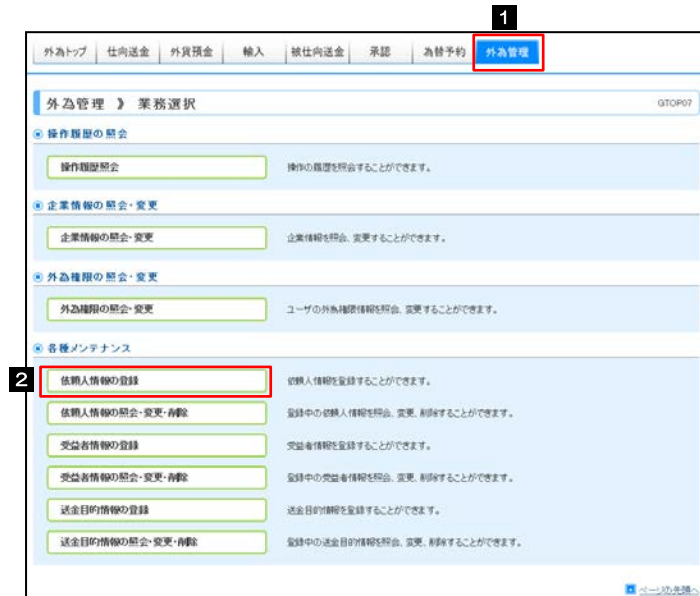 1
外為トップ 仕向送金 外貨預金 輸入 被仕向送金 承認 為替予約 外為管理
外為管理 》 業務選択 GTOP07
操作履歴の照会
操作履歴照会 操作の履歴を照会することができます。
企業情報の照会・変更
企業情報の照会・変更 企業情報を照会、変更することができます。
外為権限の照会・変更
外為権限の照会・変更 ユーザの外為権限情報を照会、変更することができます。
各種メンテナンス
2 依頼人情報の登録 依頼人情報を登録することができます。
依頼人情報の照会・変更・削除 登録中の依頼人情報を照会、変更、削除することができます。
受益者情報の登録 受益者情報を登録することができます。
受益者情報の照会・変更・削除 登録中の受益者情報を照会、変更、削除することができます。
送金目的情報の登録 送金目的情報を登録することができます。
送金目的情報の照会・変更・削除 登録中の送金目的情報を照会、変更、削除することができます。
ページの先頭へ